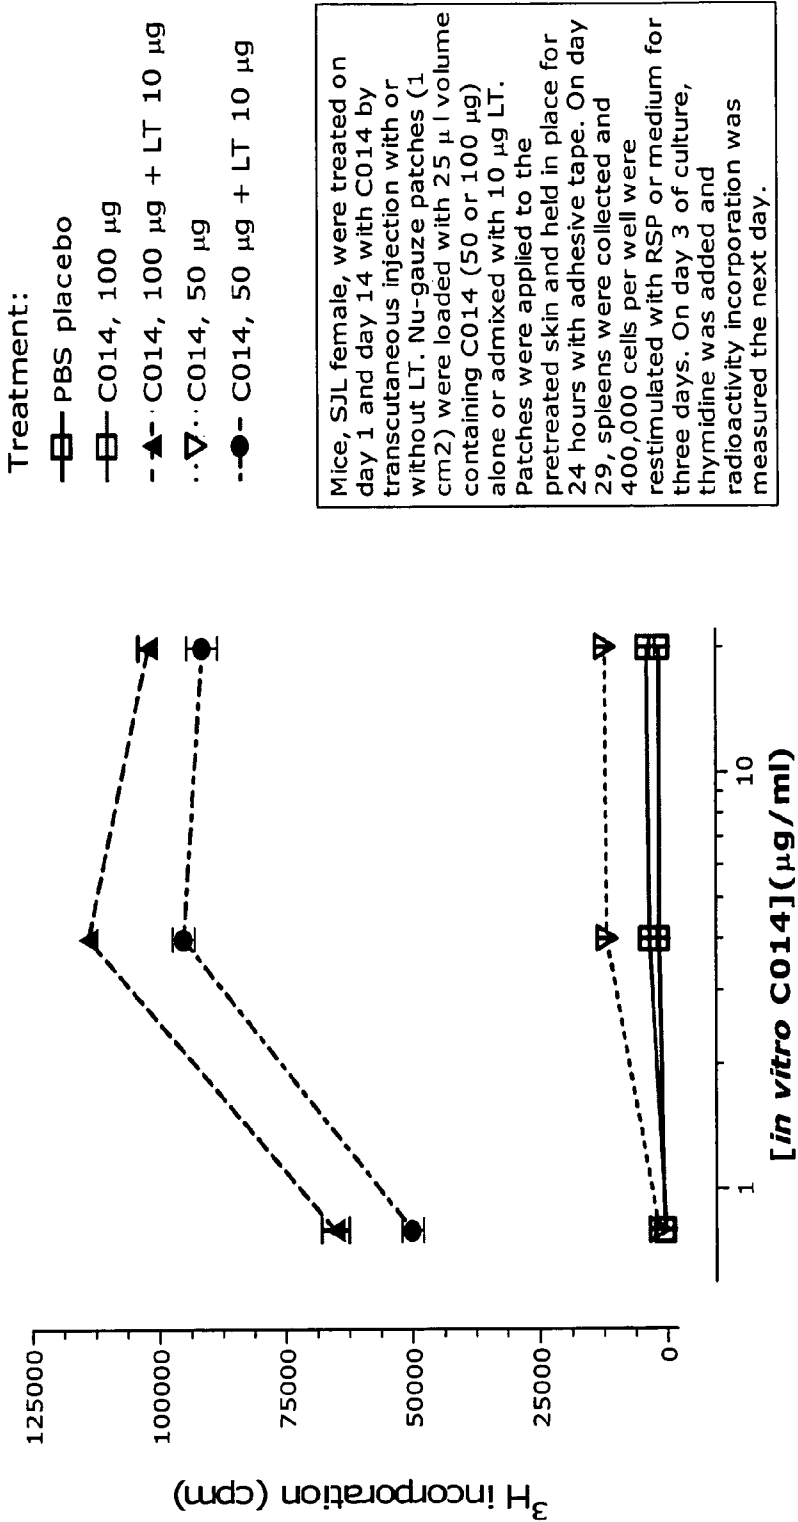 Treatment:
PBS placebo
C014, 100 µg
C014, 100 µg + LT 10 µg
C014, 50 µg
C014, 50 µg + LT 10 µg
Mice, SJL female, were treated on
day 1 and day 14 with C014 by
transcutaneous injection with or
without LT. Nu-gauze patches (1
cm2) were loaded with 25 µl volume
containing C014 (50 or 100 µg)
alone or admixed with 10 µg LT.
Patches were applied to the
pretreated skin and held in place for
24 hours with adhesive tape. On day
29, spleens were collected and
400,000 cells per well were
restimulated with RSP or medium for
three days. On day 3 of culture,
thymidine was added and
radioactivity incorporation was
measured the next day.
125000
100000
75000
50000
25000
0
³H incorporation (cpm)
1
10
[in vitro C014](µg/ml)